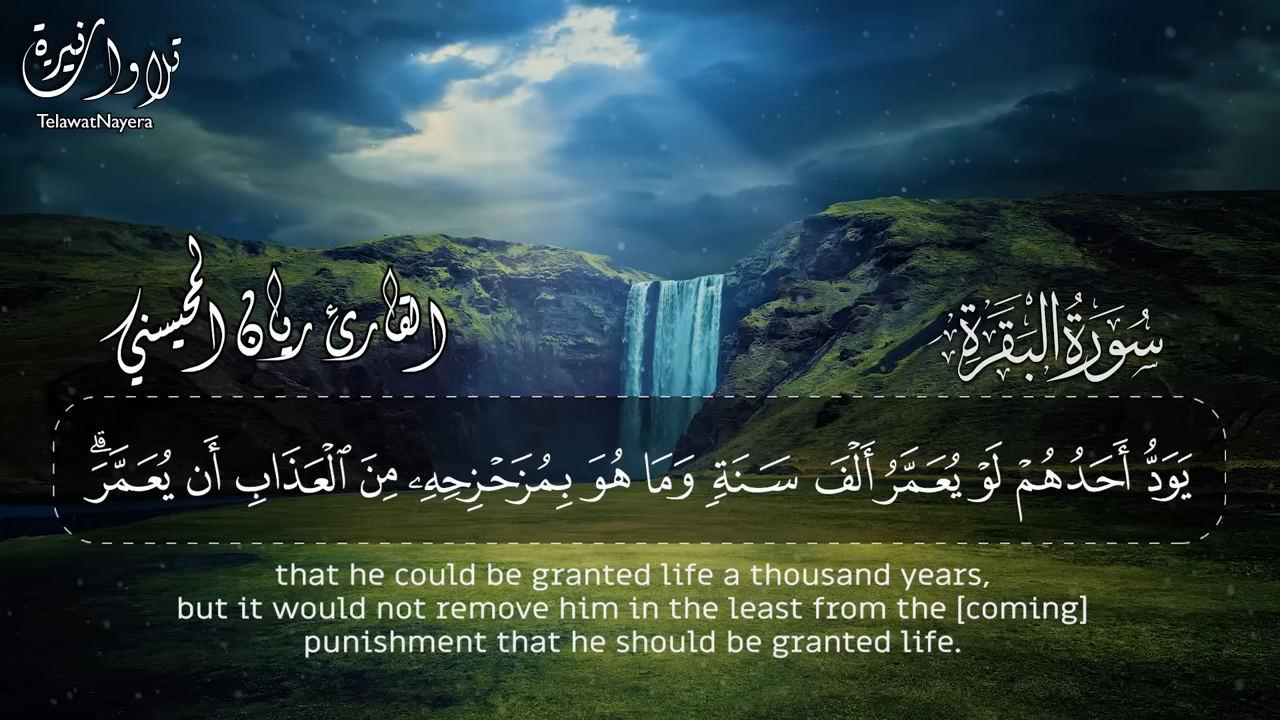 تلاوات نيرة
TelawatNayera
سُورَةُ البَقَرَة
القارئ ريان المحيسني
يَوَدُّ أَحَدُهُمْ لَوْ يُعَمَّرُ أَلْفَ سَنَةٍ وَمَا هُوَ بِمُزَحْزِحِهِۦ مِنَ ٱلْعَذَابِ أَن يُعَمَّرَ ۗ
that he could be granted life a thousand years,
but it would not remove him in the least from the [coming]
punishment that he should be granted life.